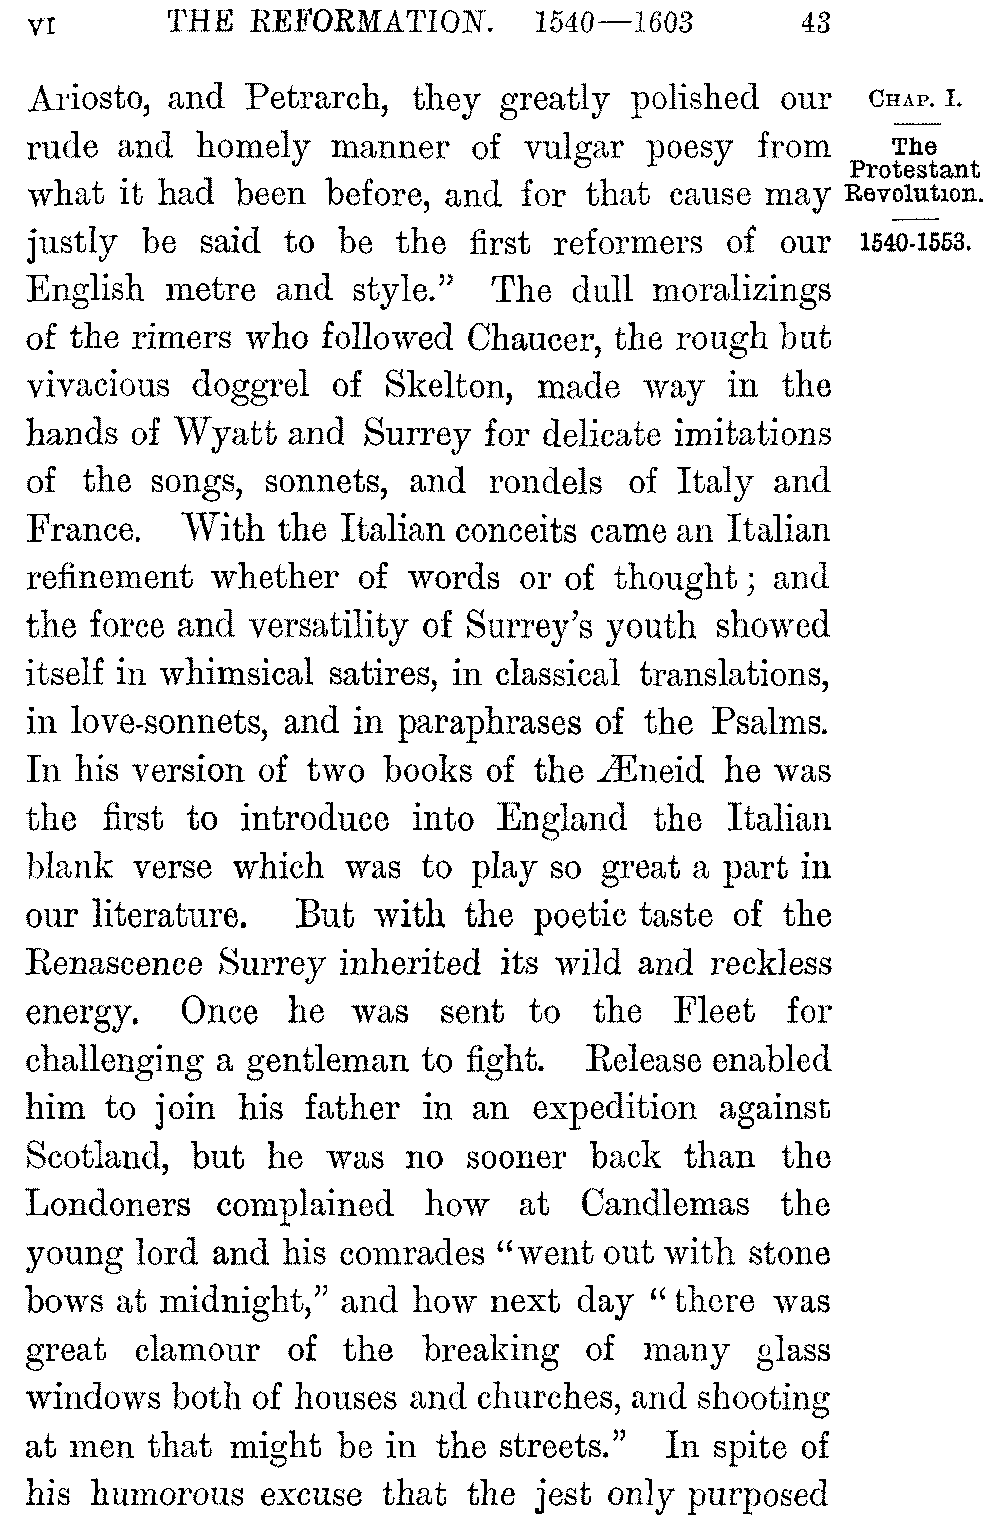 VI THE REFORMATION. 1540—1603 43
Ariosto, and Petrarch, they greatly polished our
rude and homely manner of vulgar poesy from
what it had been before, and for that cause may
justly be said to be the first reformers of our
English metre and style.” The dull moralizings
of the rimers who followed Chaucer, the rough but
vivacious doggrel of Skelton, made way in the
hands of Wyatt and Surrey for delicate imitations
of the songs, sonnets, and rondels of Italy and
France. With the Italian conceits came an Italian
refinement whether of words or of thought; and
the force and versatility of Surrey’s youth showed
itself in whimsical satires, in classical translations,
in love-sonnets, and in paraphrases of the Psalms.
In his version of two books of the Æneid he was
the first to introduce into England the Italian
blank verse which was to play so great a part in
our literature. But with the poetic taste of the
Renascence Surrey inherited its wild and reckless
energy. Once he was sent to the Fleet for
challenging a gentleman to fight. Release enabled
him to join his father in an expedition against
Scotland, but he was no sooner back than the
Londoners complained how at Candlemas the
young lord and his comrades “went out with stone
bows at midnight,” and how next day “there was
great clamour of the breaking of many glass
windows both of houses and churches, and shooting
at men that might be in the streets.” In spite of
his humorous excuse that the jest only purposed
CHAP. I.
The
Protestant
Revolution.
1540-1553.